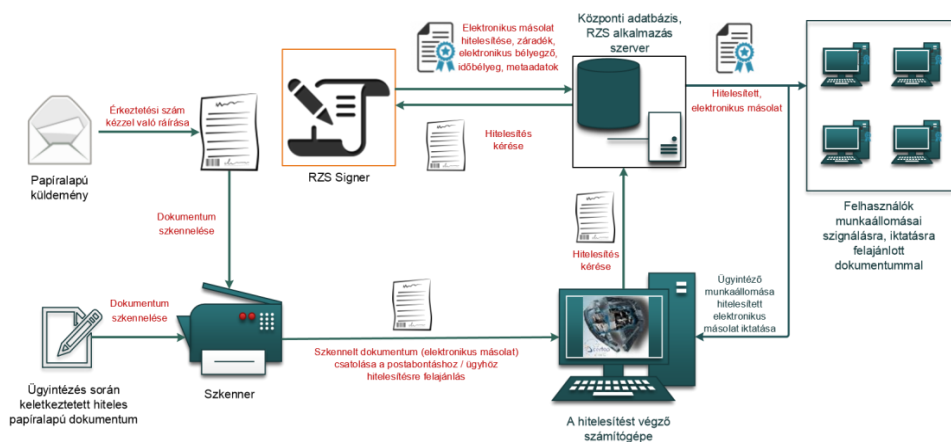 Elektronikus másolat
hitelesítése, záradék,
elektronikus bélyegző,
időbélyeg, metaadatok
Központi adatbázis,
RZS alkalmazás
szerver
Érkeztetési szám
kézzel való ráírása
Hitelesített,
elektronikus másolat
Hitelesítés
kérése
Papíralapú
küldemény
RZS Signer
Felhasználók
munkaállomásai
szignálásra, iktatásra
felajánlott
dokumentummal
Dokumentum
szkennelése
Hitelesítés
kérése
Ügyintéző
munkaállomása
hitelesített
elektronikus
másolat iktatása
Dokumentum
szkennelése
Szkennelt dokumentum (elektronikus másolat)
csatolása a postabontáshoz / ügyhöz
hitelesítésre felajánlás
Ügyintézés során
keletkeztetett hiteles
papíralapú dokumentum
Szkenner
A hitelesítést végző
számítógépe